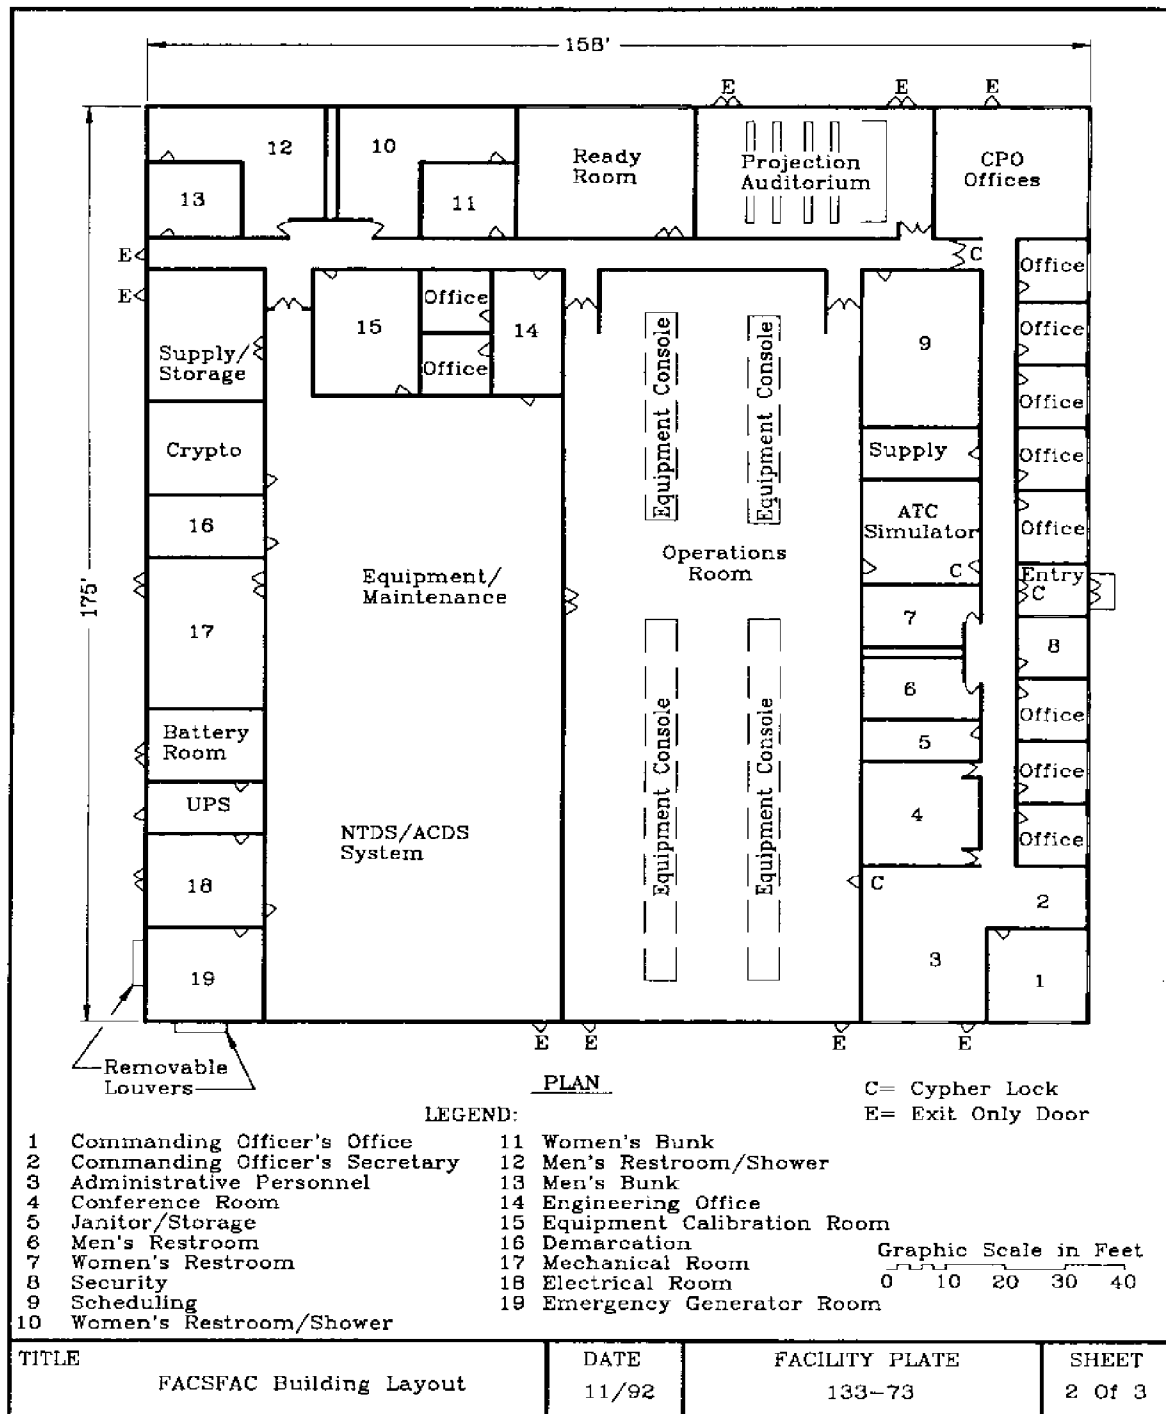 158'
E E E
12 10 Ready Room Projection Auditorium CPO Offices
13 11
E C
E
Office
Office 15 14 Office
Supply/ Storage 9
Office
Equipment Console Equipment Console
Office
Crypto Supply Office
16 ATC Simulator Office
C
Operations Room
Equipment/ Maintenance
Entry
C
175'
17 7 8
6 Office
Battery Room 5
Office
UPS 4
NTDS/ACDS System
Equipment Console Equipment Console
Office
18 C 2
19 3 1
E E E E
Removable Louvers
PLAN
C= Cypher Lock
E= Exit Only Door
LEGEND:
1 Commanding Officer's Office
2 Commanding Officer's Secretary
3 Administrative Personnel
4 Conference Room
5 Janitor/Storage
6 Men's Restroom
7 Women's Restroom
8 Security
9 Scheduling
10 Women's Restroom/Shower
11 Women's Bunk
12 Men's Restroom/Shower
13 Men's Bunk
14 Engineering Office
15 Equipment Calibration Room
16 Demarcation
17 Mechanical Room
18 Electrical Room
19 Emergency Generator Room
Graphic Scale in Feet
0 10 20 30 40
TITLE
FACSFAC Building Layout
DATE
11/92
FACILITY PLATE
133-73
SHEET
2 Of 3